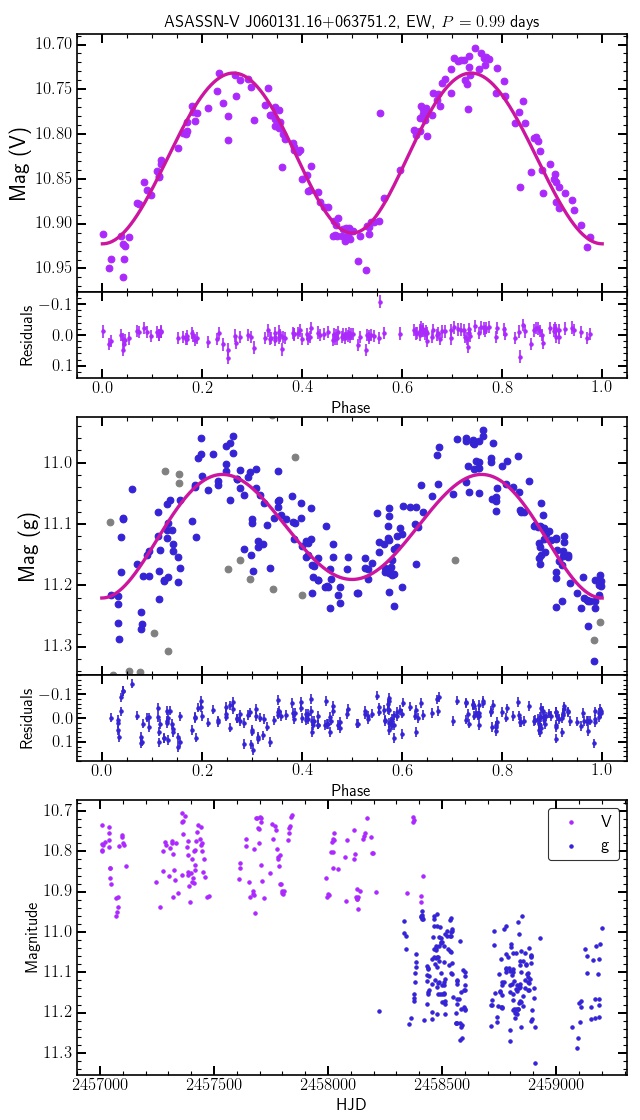 ASASSN-V J060131.16+063751.2, EW, P = 0.99 days
10.70
10.75
10.80
10.85
10.90
10.95
Mag (V)
−0.1
0.0
0.1
Residuals
0.0 0.2 0.4 0.6 0.8 1.0
Phase
11.0
11.1
11.2
11.3
Mag (g)
−0.1
0.0
0.1
Residuals
0.0 0.2 0.4 0.6 0.8 1.0
Phase
V
g
10.7
10.8
10.9
11.0
11.1
11.2
11.3
Magnitude
2457000 2457500 2458000 2458500 2459000
HJD